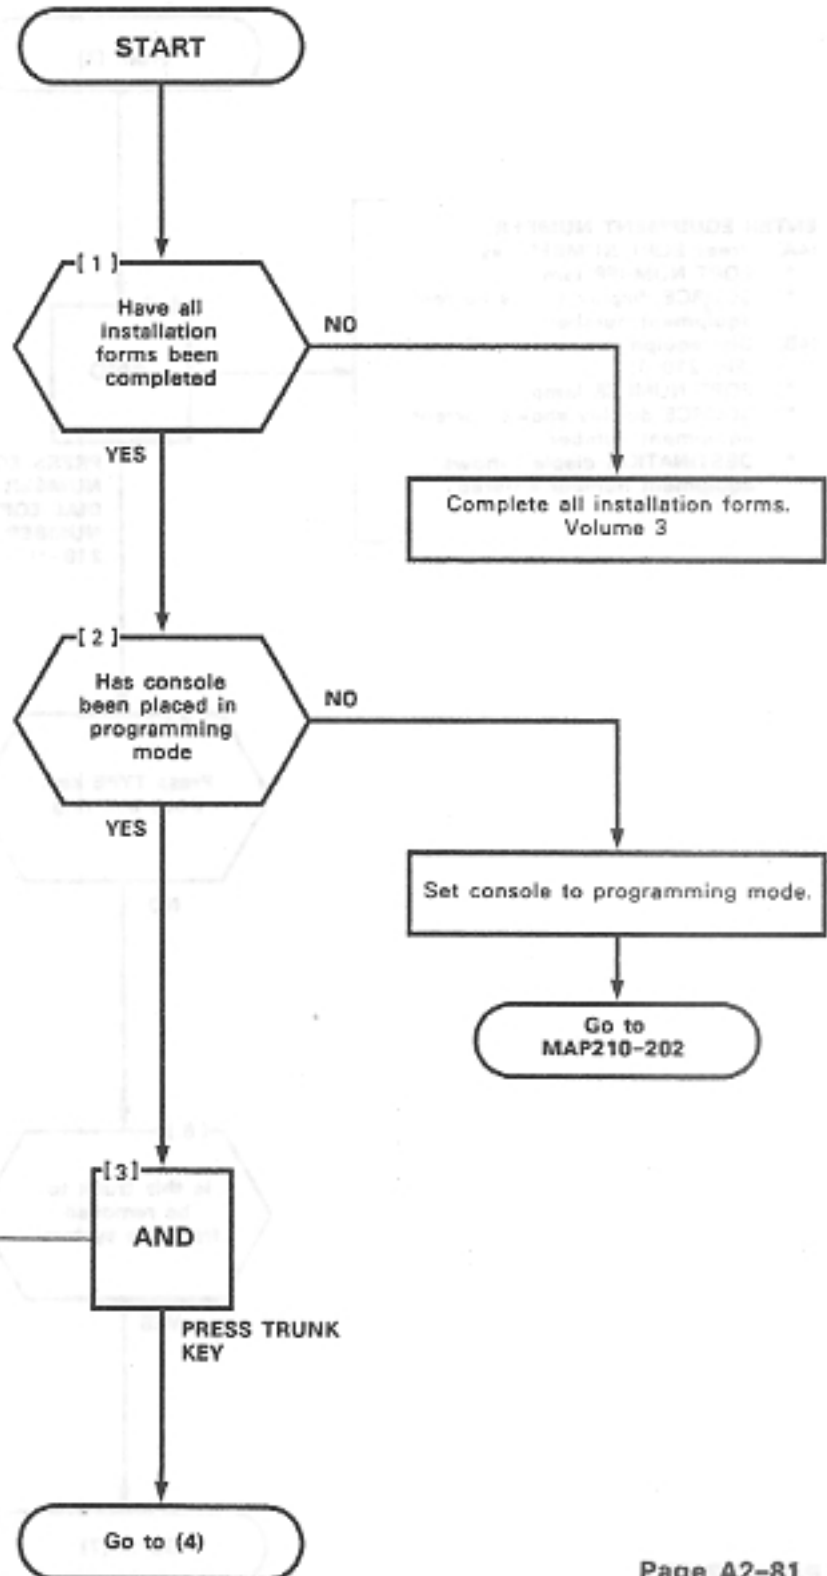 START
[1]
Have all
installation
forms been
completed
NO
YES
Complete all installation forms.
Volume 3
[2]
Has console
been placed in
programming
mode
NO
YES
Set console to programming mode.
Go to
MAP210-202
[3]
AND
PRESS TRUNK
KEY
Go to (4)
Page A2-81